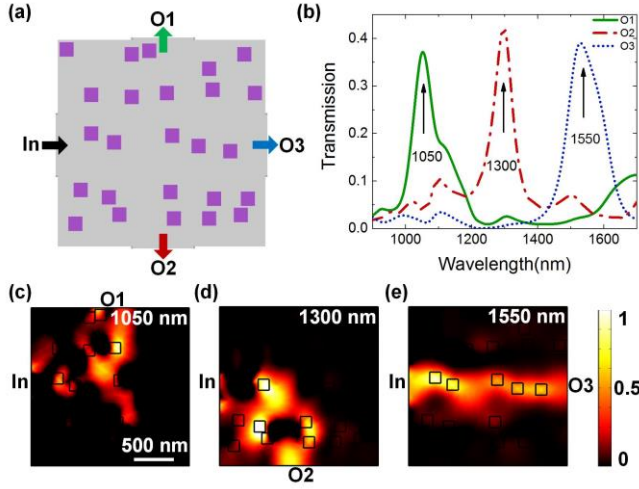 (a)
O1
In
O3
O2
(b)
Transmission
0.4
0.3
0.2
0.1
0.0
O1
O2
O3
1050
1300
1550
1000
1200
1400
1600
Wavelength(nm)
(c)
O1
1050 nm
In
500 nm
(d)
1300 nm
In
O2
(e)
1550 nm
In
O3
1
0.5
0